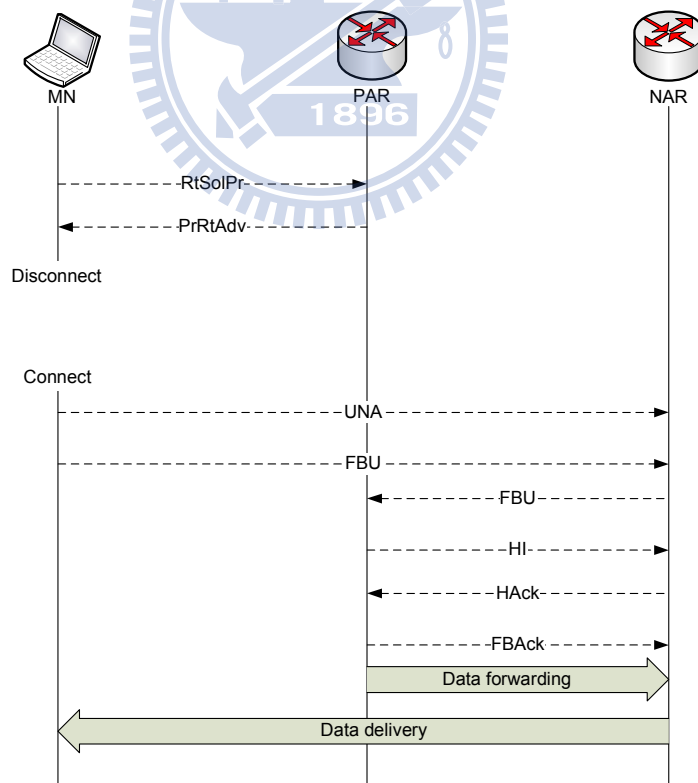 1896
MN
PAR
NAR
RtSolPr
PrRtAdv
Disconnect
Connect
UNA
FBU
FBU
HI
HAck
FBAck
Data forwarding
Data delivery